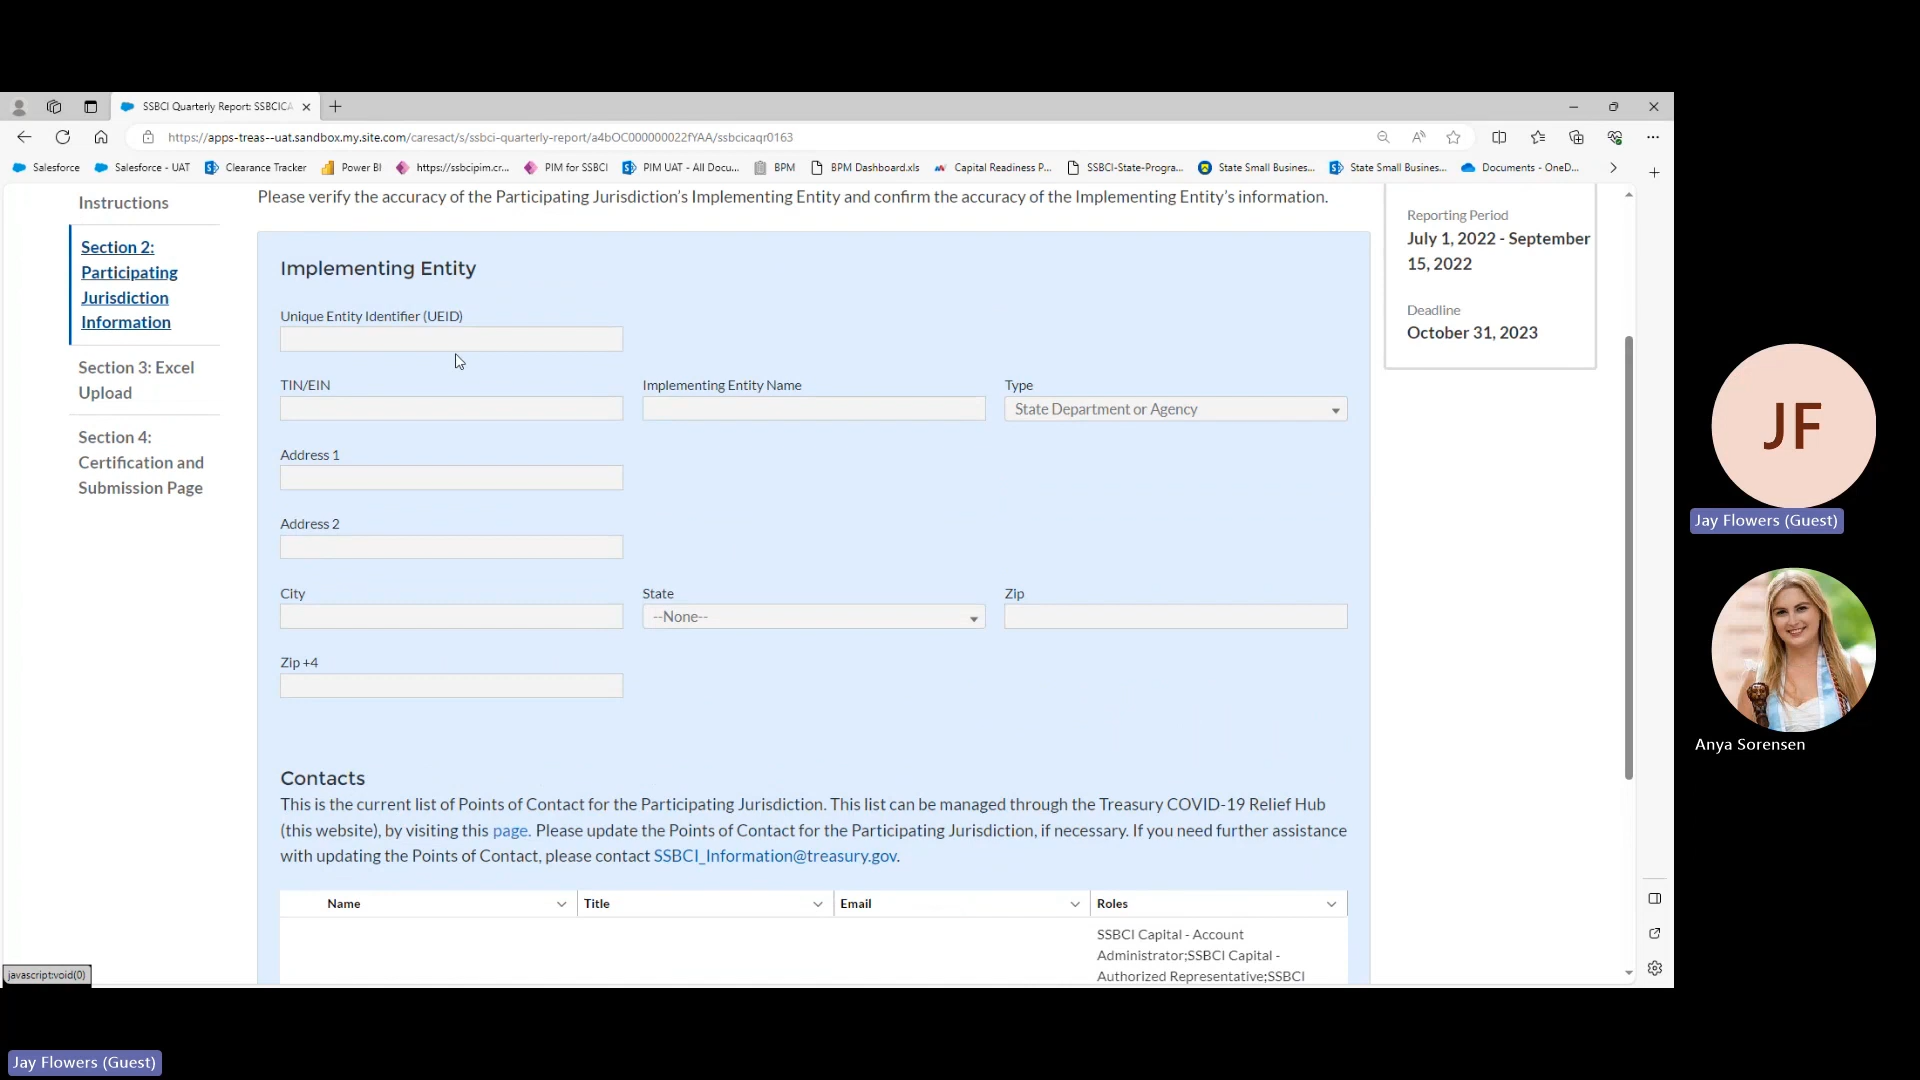 SSBCI Quarterly Report: SSBCICA
https://apps-treas--uat.sandbox.my.site.com/caresact/s/ssbci-quarterly-report/a4bOC000000022fYAA/ssbcicaqr0163
Salesforce
Salesforce - UAT
Clearance Tracker
Power BI
https://ssbcipim.cr...
PIM for SSBCI
PIM UAT - All Docu...
BPM
BPM Dashboard.xls
Capital Readiness P...
SSBCI-State-Progra...
State Small Business...
State Small Busines...
Documents - OneD...
Instructions
Section 2:
Participating
Jurisdiction
Information
Section 3: Excel
Upload
Section 4:
Certification and
Submission Page
Please verify the accuracy of the Participating Jurisdiction's Implementing Entity and confirm the accuracy of the Implementing Entity's information.
Implementing Entity
Unique Entity Identifier (UEID)
TIN/EIN
Implementing Entity Name
Type
State Department or Agency
Address 1
Address 2
City
State
Zip
--None--
Zip +4
Contacts
This is the current list of Points of Contact for the Participating Jurisdiction. This list can be managed through the Treasury COVID-19 Relief Hub
(this website), by visiting this page. Please update the Points of Contact for the Participating Jurisdiction, if necessary. If you need further assistance
with updating the Points of Contact, please contact SSBCI_Information@treasury.gov.
Name
Title
Email
Roles
SSBCI Capital - Account
Administrator;SSBCI Capital -
Authorized Representative;SSBCI
Reporting Period
July 1, 2022 - September
15, 2022
Deadline
October 31, 2023
javascript:void(0)
JF
Jay Flowers (Guest)
Anya Sorensen
Jay Flowers (Guest)